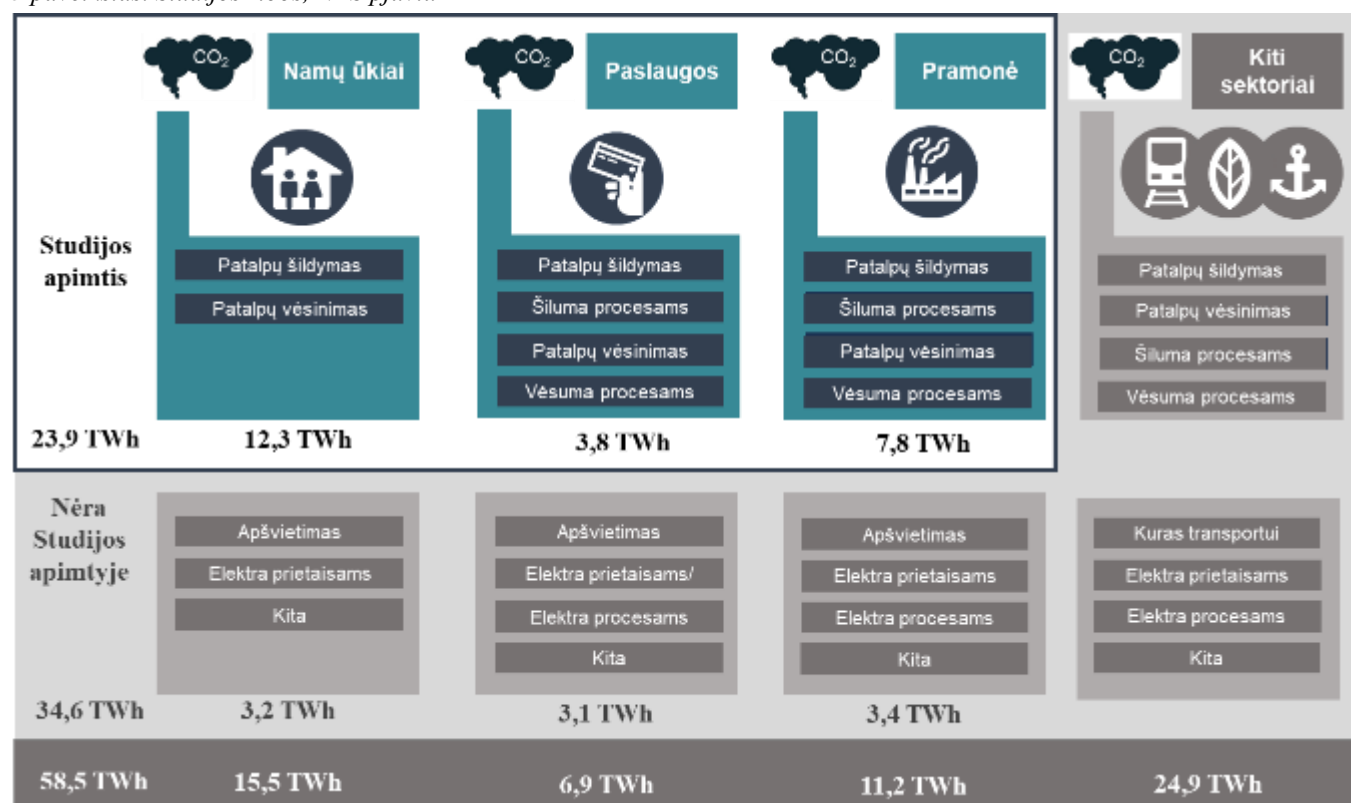 CO2
Namų ūkiai
CO2
Paslaugos
CO2
Pramonė
CO2
Kiti
sektoriai
Studijos
apimtis
Patalpų šildymas
Patalpų vėsinimas
Patalpų šildymas
Šiluma procesams
Patalpų vėsinimas
Vėsuma procesams
Patalpų šildymas
Šiluma procesams
Patalpų vėsinimas
Vėsuma procesams
Patalpų šildymas
Patalpų vėsinimas
Šiluma procesams
Vėsuma procesams
23,9 TWh
12,3 TWh
3,8 TWh
7,8 TWh
Nėra
Studijos
apimtyje
Apšvietimas
Elektra prietaisams
Kita
Apšvietimas
Elektra prietaisams/
Elektra procesams
Kita
Apšvietimas
Elektra prietaisams
Elektra procesams
Kita
Kuras transportui
Elektra prietaisams
Elektra procesams
Kita
34,6 TWh
3,2 TWh
3,1 TWh
3,4 TWh
58,5 TWh
15,5 TWh
6,9 TWh
11,2 TWh
24,9 TWh